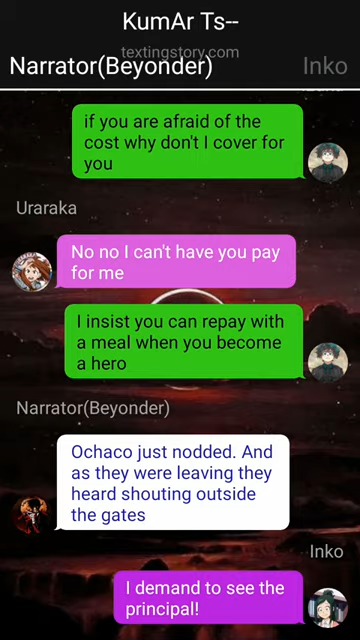 KumAr Ts--
textingstory.com
Narrator(Beyonder) Inko
if you are afraid of the
cost why don't I cover for
you
Uraraka
No no I can't have you pay
for me
I insist you can repay with
a meal when you become
a hero
Narrator(Beyonder)
Ochaco just nodded. And
as they were leaving they
heard shouting outside
the gates
Inko
I demand to see the
principal!